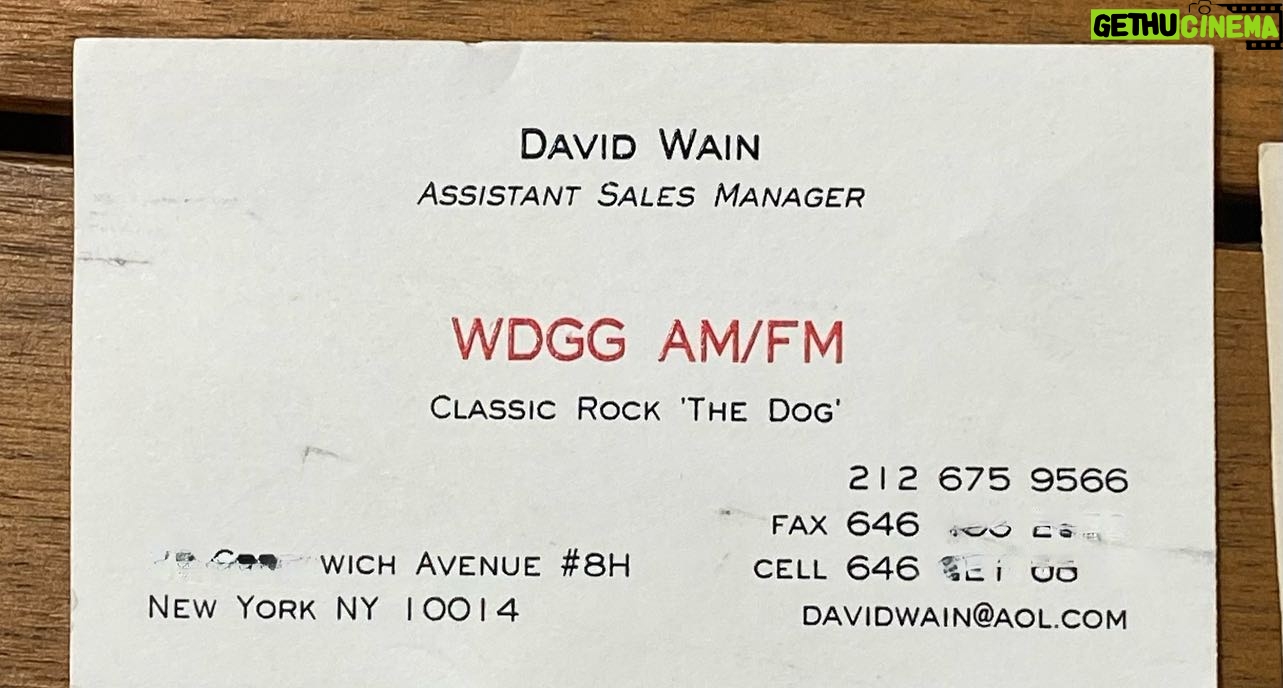 GETHUCINEMA
DAVID WAIN
ASSISTANT SALES MANAGER
WDGG AM/FM
CLASSIC ROCK 'THE DOG'
212 675 9566
FAX 646
WICH AVENUE #8H
CELL 646
NEW YORK NY 10014
DAVIDWAIN@AOL.COM